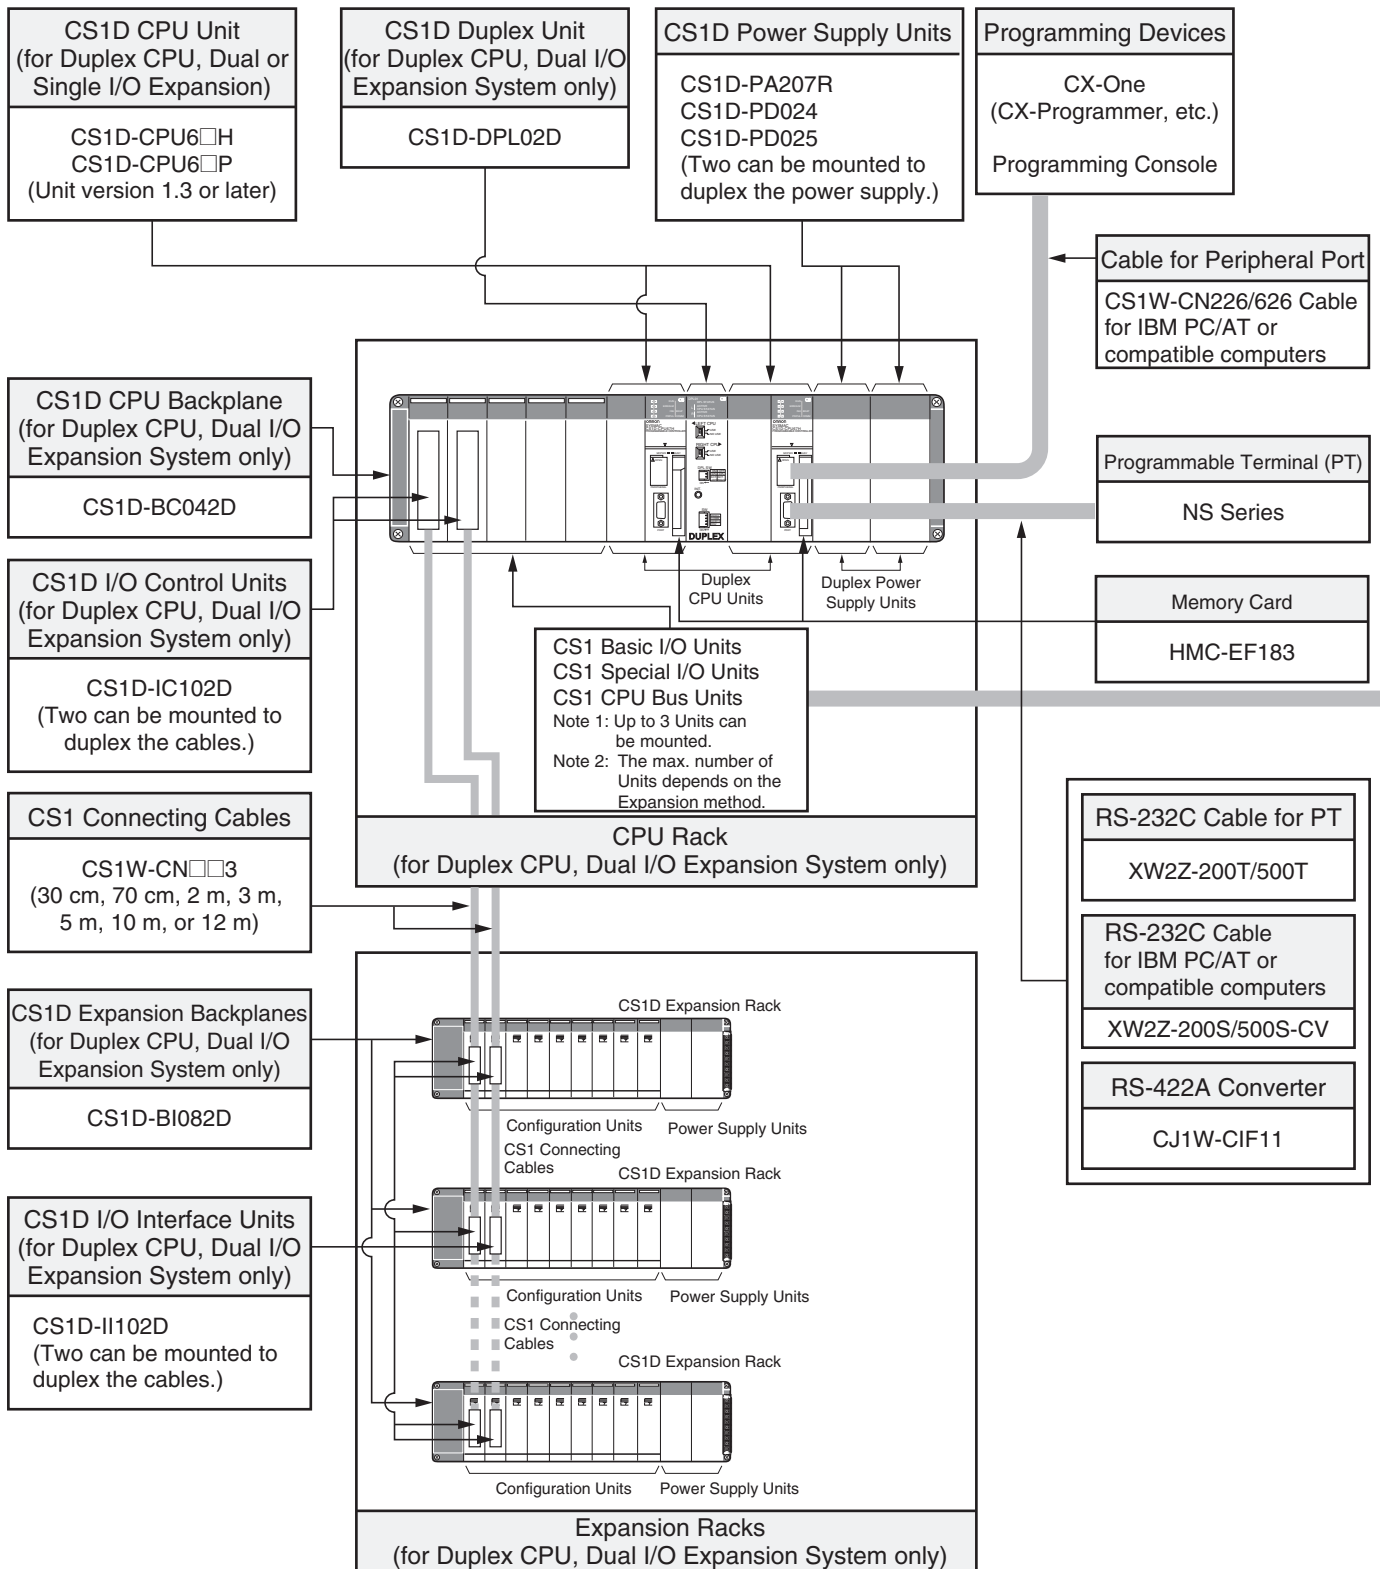 CS1D CPU Unit
(for Duplex CPU, Dual or
Single I/O Expansion)
CS1D-CPU6□H
CS1D-CPU6□P
(Unit version 1.3 or later)
CS1D Duplex Unit
(for Duplex CPU, Dual I/O
Expansion System only)
CS1D-DPL02D
CS1D Power Supply Units
CS1D-PA207R
CS1D-PD024
CS1D-PD025
(Two can be mounted to
duplex the power supply.)
Programming Devices
CX-One
(CX-Programmer, etc.)
Programming Console
Cable for Peripheral Port
CS1W-CN226/626 Cable
for IBM PC/AT or
compatible computers
CS1D CPU Backplane
(for Duplex CPU, Dual I/O
Expansion System only)
CS1D-BC042D
LEFT CPU
RIGHT CPU
DUPLEX
Duplex
CPU Units
Duplex Power
Supply Units
Programmable Terminal (PT)
NS Series
CS1D I/O Control Units
(for Duplex CPU, Dual I/O
Expansion System only)
CS1D-IC102D
(Two can be mounted to
duplex the cables.)
CS1 Basic I/O Units
CS1 Special I/O Units
CS1 CPU Bus Units
Note 1: Up to 3 Units can
be mounted.
Note 2: The max. number of
Units depends on the
Expansion method.
Memory Card
HMC-EF183
CPU Rack
(for Duplex CPU, Dual I/O Expansion System only)
CS1 Connecting Cables
CS1W-CN□□3
(30 cm, 70 cm, 2 m, 3 m,
5 m, 10 m, or 12 m)
RS-232C Cable for PT
XW2Z-200T/500T
RS-232C Cable
for IBM PC/AT or
compatible computers
XW2Z-200S/500S-CV
RS-422A Converter
CJ1W-CIF11
CS1D Expansion Backplanes
(for Duplex CPU, Dual I/O
Expansion System only)
CS1D-BI082D
CS1D I/O Interface Units
(for Duplex CPU, Dual I/O
Expansion System only)
CS1D-II102D
(Two can be mounted to
duplex the cables.)
CS1D Expansion Rack
Configuration Units
Power Supply Units
CS1 Connecting
Cables
CS1D Expansion Rack
Configuration Units
Power Supply Units
CS1 Connecting
Cables
CS1D Expansion Rack
Configuration Units
Power Supply Units
Expansion Racks
(for Duplex CPU, Dual I/O Expansion System only)